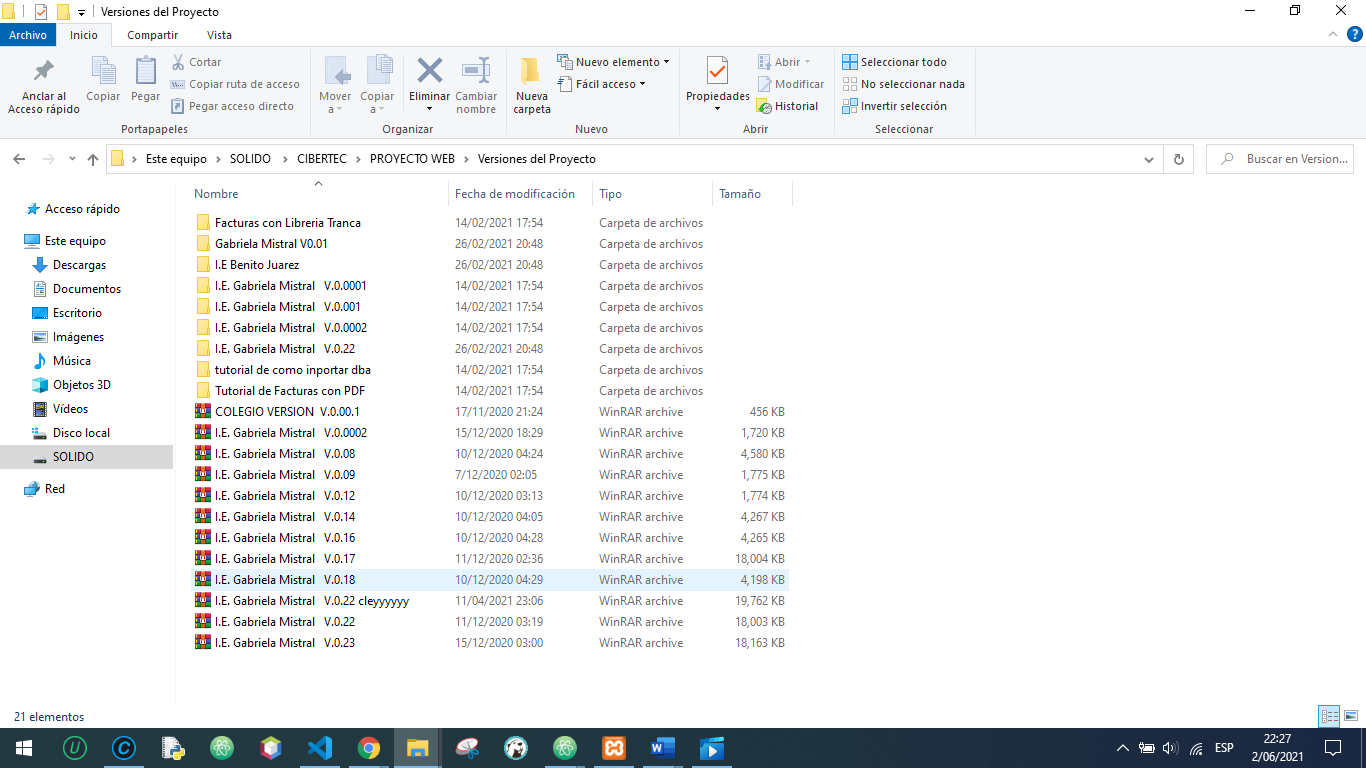 Versiones del Proyecto
Archivo Inicio Compartir Vista
Anclar al Acceso rápido
Copiar
Pegar
Cortar
Copiar ruta de acceso
Pegar acceso directo
Portapapeles
Mover a
Copiar a
Eliminar
Cambiar nombre
Organizar
Nueva carpeta
Nuevo elemento
Fácil acceso
Nuevo
Propiedades
Abrir
Modificar
Historial
Abrir
Seleccionar todo
No seleccionar nada
Invertir selección
Seleccionar
Este equipo > SOLIDO > CIBERTEC > PROYECTO WEB > Versiones del Proyecto
Buscar en Version...
Acceso rápido
Este equipo
Descargas
Documentos
Escritorio
Imágenes
Música
Objetos 3D
Vídeos
Disco local
SOLIDO
Red
Nombre Fecha de modificación Tipo Tamaño
Facturas con Libreria Tranca 14/02/2021 17:54 Carpeta de archivos
Gabriela Mistral V0.01 26/02/2021 20:48 Carpeta de archivos
I.E Benito Juarez 26/02/2021 20:48 Carpeta de archivos
I.E. Gabriela Mistral V.0.0001 14/02/2021 17:54 Carpeta de archivos
I.E. Gabriela Mistral V.0.001 14/02/2021 17:54 Carpeta de archivos
I.E. Gabriela Mistral V.0.0002 14/02/2021 17:54 Carpeta de archivos
I.E. Gabriela Mistral V.0.22 26/02/2021 20:48 Carpeta de archivos
tutorial de como inportar dba 14/02/2021 17:54 Carpeta de archivos
Tutorial de Facturas con PDF 14/02/2021 17:54 Carpeta de archivos
COLEGIO VERSION V.0.00.1 17/11/2020 21:24 WinRAR archive 456 KB
I.E. Gabriela Mistral V.0.0002 15/12/2020 18:29 WinRAR archive 1,720 KB
I.E. Gabriela Mistral V.0.08 10/12/2020 04:24 WinRAR archive 4,580 KB
I.E. Gabriela Mistral V.0.09 7/12/2020 02:05 WinRAR archive 1,775 KB
I.E. Gabriela Mistral V.0.12 10/12/2020 03:13 WinRAR archive 1,774 KB
I.E. Gabriela Mistral V.0.14 10/12/2020 04:05 WinRAR archive 4,267 KB
I.E. Gabriela Mistral V.0.16 10/12/2020 04:28 WinRAR archive 4,265 KB
I.E. Gabriela Mistral V.0.17 11/12/2020 02:36 WinRAR archive 18,004 KB
I.E. Gabriela Mistral V.0.18 10/12/2020 04:29 WinRAR archive 4,198 KB
I.E. Gabriela Mistral V.0.22 cleyyyyyy 11/04/2021 23:06 WinRAR archive 19,762 KB
I.E. Gabriela Mistral V.0.22 11/12/2020 03:19 WinRAR archive 18,003 KB
I.E. Gabriela Mistral V.0.23 15/12/2020 03:00 WinRAR archive 18,163 KB
21 elementos
ESP
22:27
2/06/2021